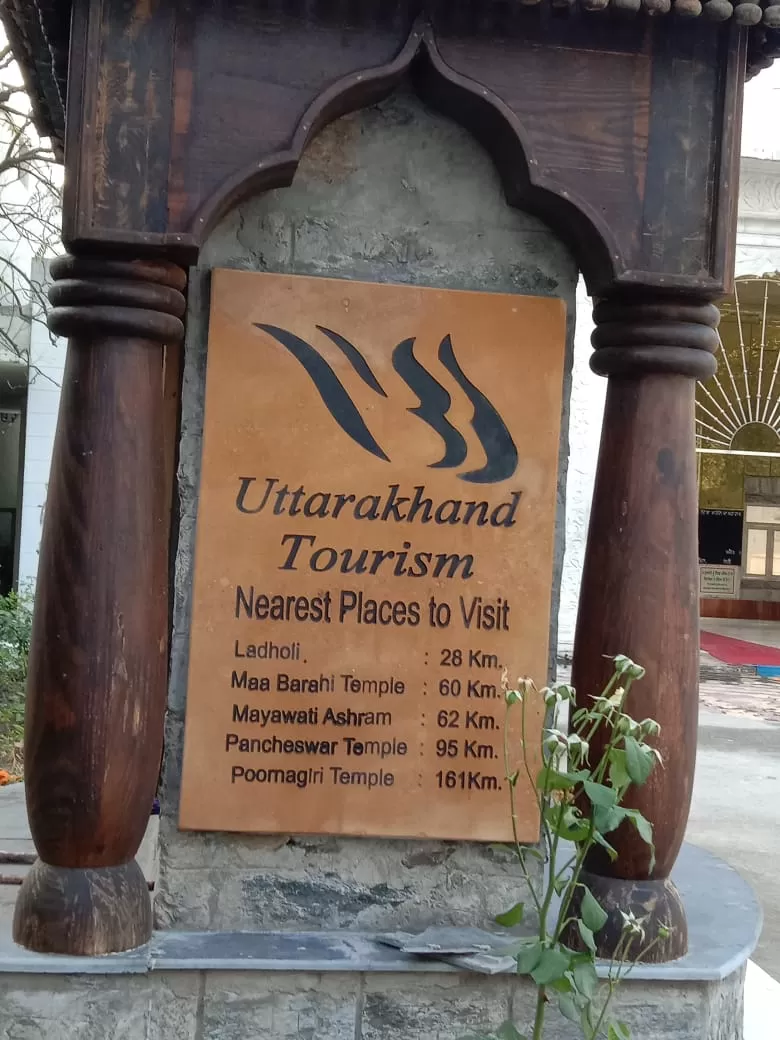 Uttarakhand
Tourism
Nearest Places to Visit
Ladholi : 28 Km.
Maa Barahi Temple : 60 Km.
Mayawati Ashram : 62 Km.
Pancheswar Temple : 95 Km.
Poornagiri Temple : 161Km.